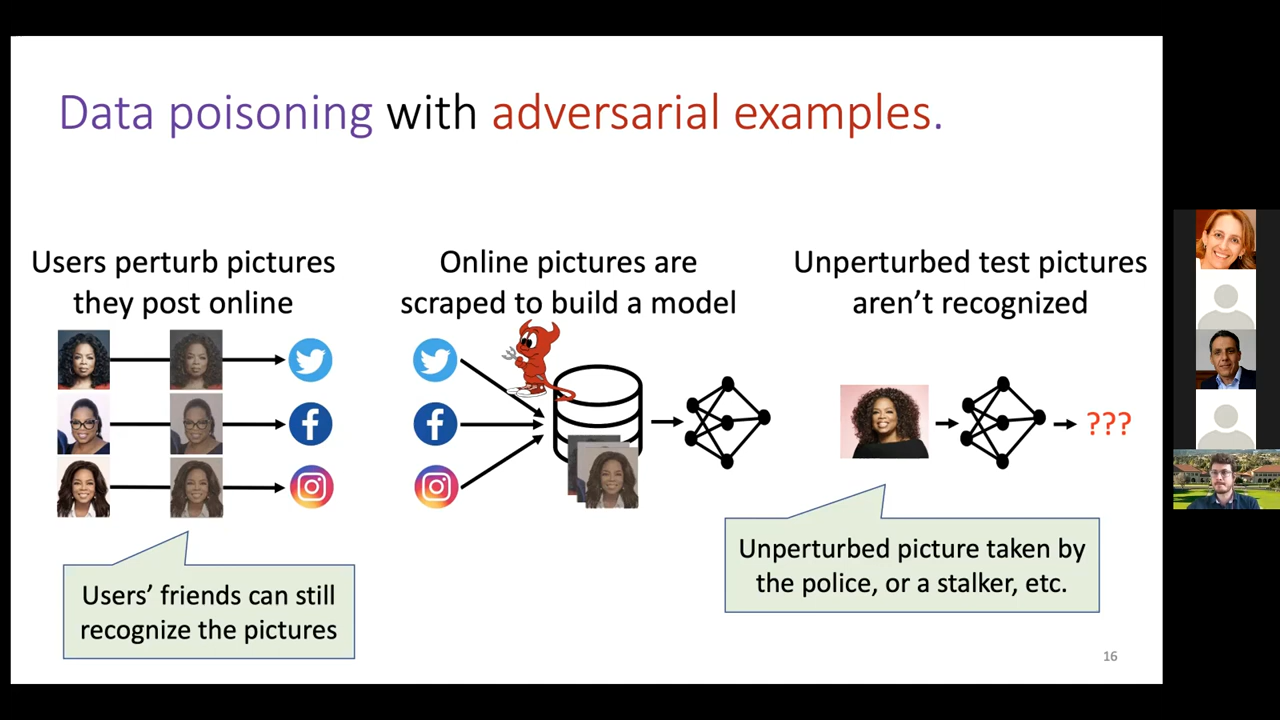 Data poisoning with adversarial examples.
Users perturb pictures
they post online
Online pictures are
scraped to build a model
Unperturbed test pictures
aren’t recognized
???
Users’ friends can still
recognize the pictures
Unperturbed picture taken by
the police, or a stalker, etc.
16